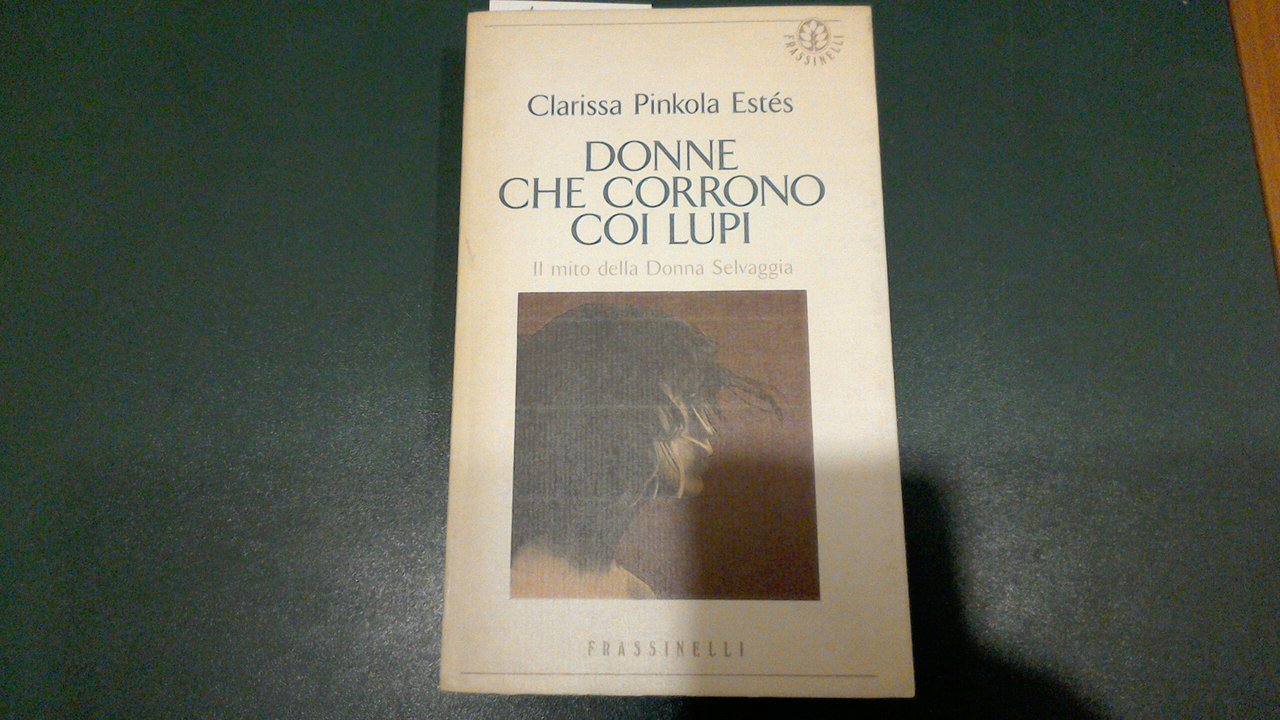 FRASSINELLI
Clarissa Pinkola Estés
DONNE
CHE CORRONO
COI LUPI
Il mito della Donna Selvaggia
FRASSINELLI